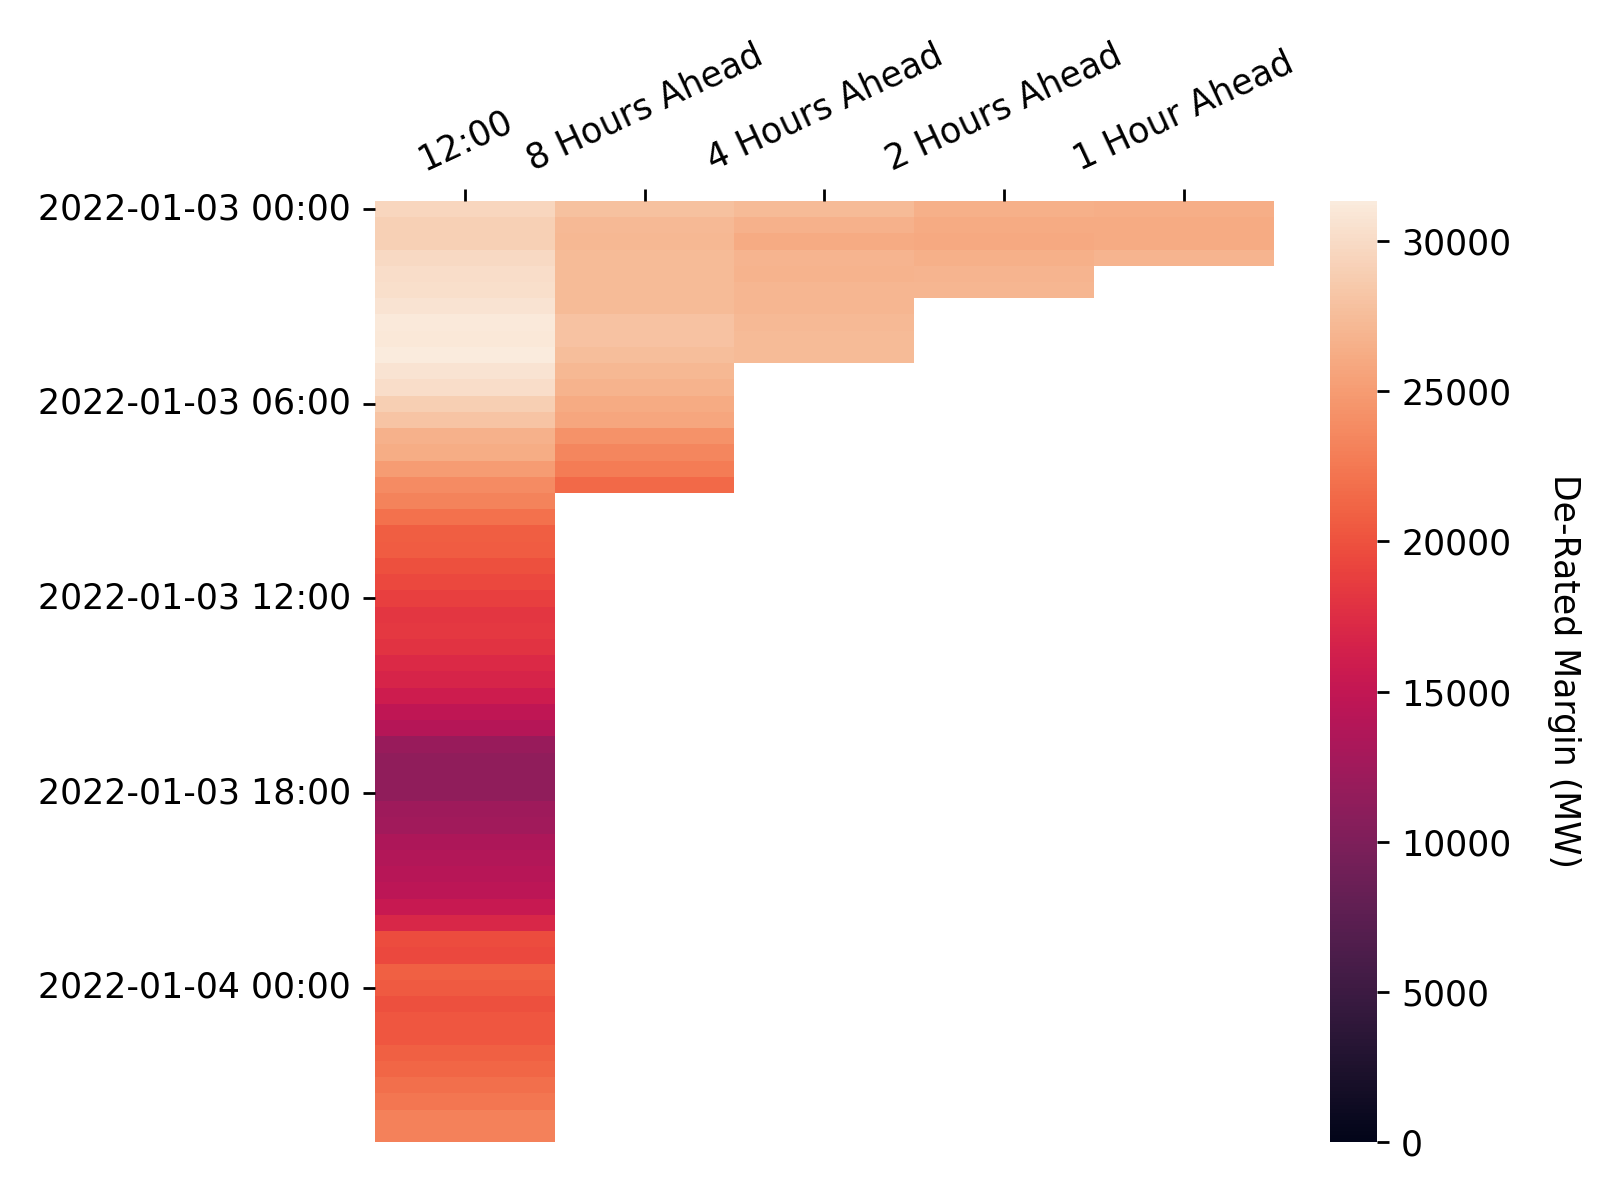 12:00
8 Hours Ahead
4 Hours Ahead
2 Hours Ahead
1 Hour Ahead
2022-01-03 00:00
2022-01-03 06:00
2022-01-03 12:00
2022-01-03 18:00
2022-01-04 00:00
30000
25000
20000
15000
10000
5000
0
De-Rated Margin (MW)